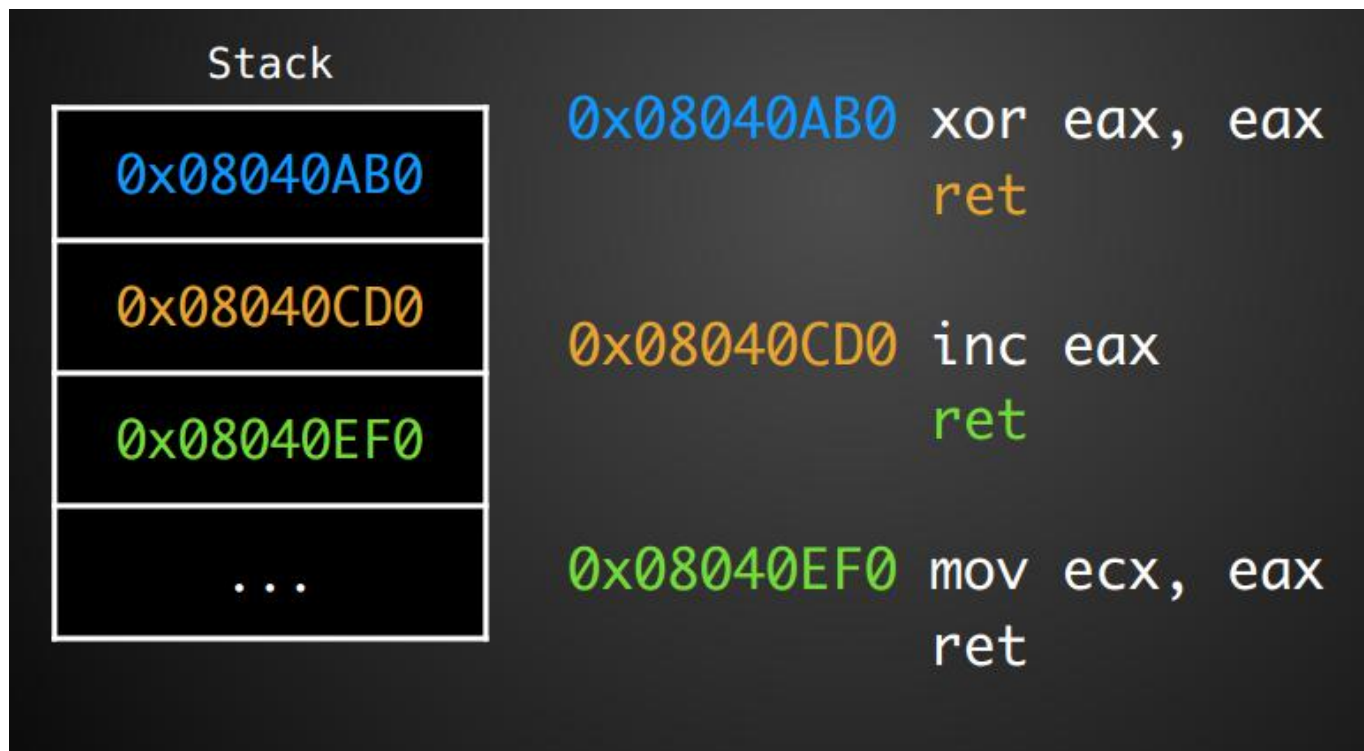 Stack
0x08040AB0
0x08040CD0
0x08040EF0
...
0x08040AB0 xor eax, eax
ret
0x08040CD0 inc eax
ret
0x08040EF0 mov ecx, eax
ret